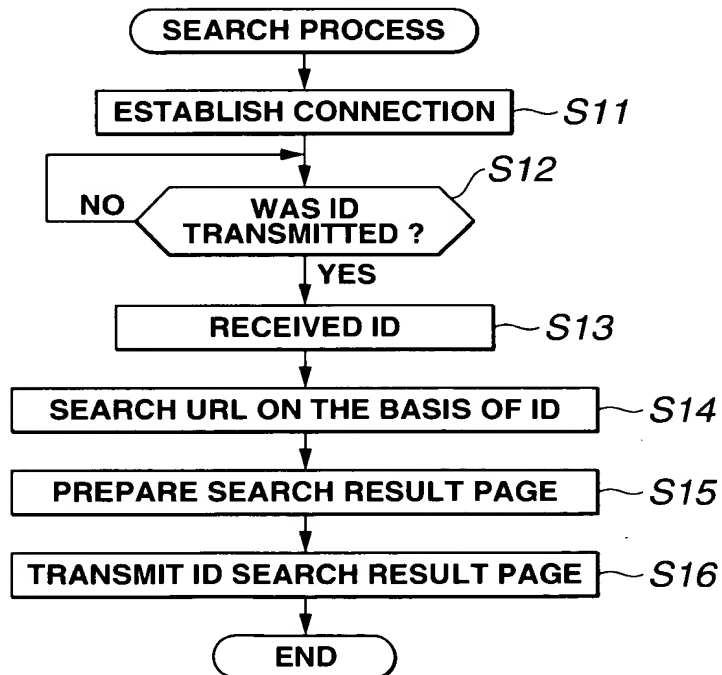 SEARCH PROCESS
ESTABLISH CONNECTION
S11
S12
NO
WAS ID
TRANSMITTED ?
YES
RECEIVED ID
S13
SEARCH URL ON THE BASIS OF ID
S14
PREPARE SEARCH RESULT PAGE
S15
TRANSMIT ID SEARCH RESULT PAGE
S16
END